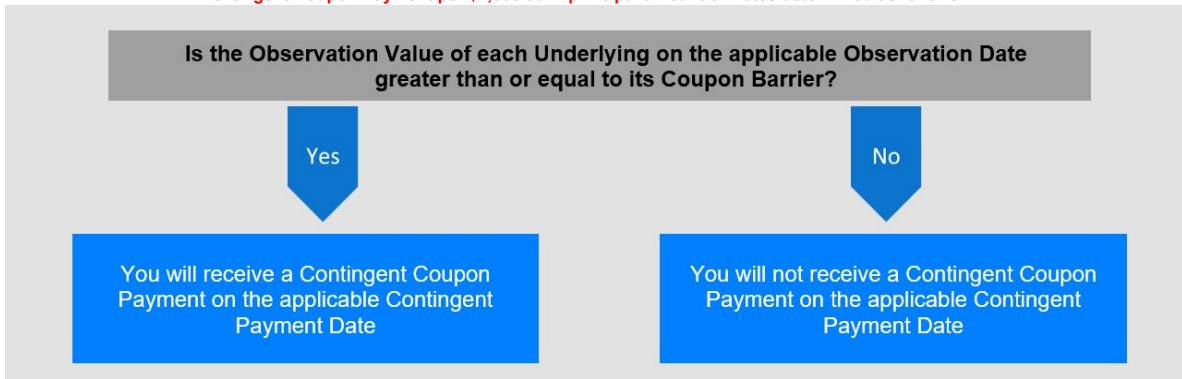 Is the Observation Value of each Underlying on the applicable Observation Date
greater than or equal to its Coupon Barrier?
Yes
No
You will receive a Contingent Coupon
Payment on the applicable Contingent
Payment Date
You will not receive a Contingent Coupon
Payment on the applicable Contingent
Payment Date